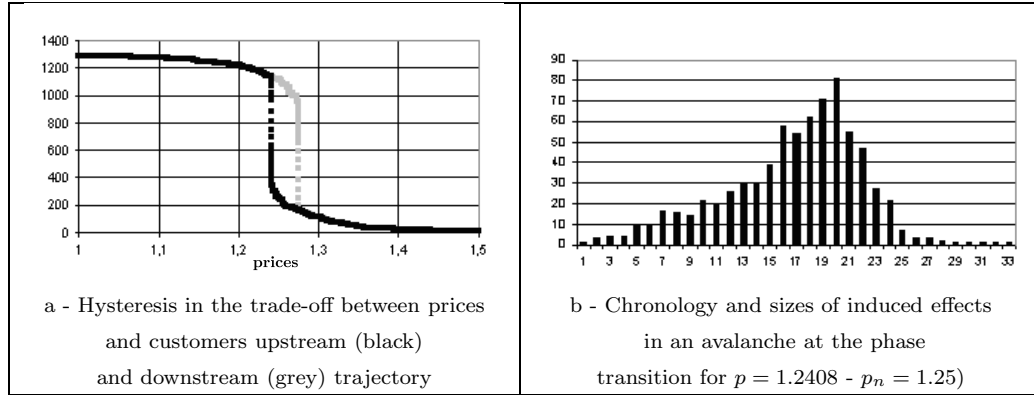 1400
1200
1000
800
600
400
200
0
1 1,1 1,2 1,3 1,4 1,5
prices
a - Hysteresis in the trade-off between prices
and customers upstream (black)
and downstream (grey) trajectory
90
80
70
60
50
40
30
20
10
0
1 3 5 7 9 11 13 15 17 19 21 23 25 27 29 31 33
b - Chronology and sizes of induced effects
in an avalanche at the phase
transition for p = 1.2408 - pₙ = 1.25)